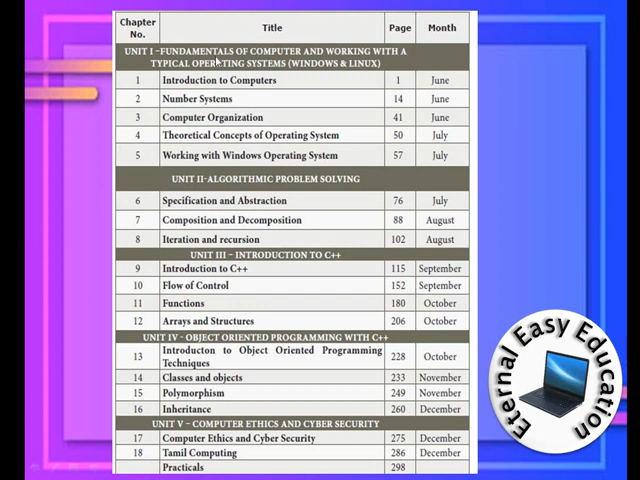 Chapter No. Title Page Month
UNIT I –FUNDAMENTALS OF COMPUTER AND WORKING WITH A
TYPICAL OPERATING SYSTEMS (WINDOWS & LINUX)
1 Introduction to Computers 1 June
2 Number Systems 14 June
3 Computer Organization 41 June
4 Theoretical Concepts of Operating System 50 July
5 Working with Windows Operating System 57 July
UNIT II-ALGORITHMIC PROBLEM SOLVING
6 Specification and Abstraction 76 July
7 Composition and Decomposition 88 August
8 Iteration and recursion 102 August
UNIT III – INTRODUCTION TO C++
9 Introduction to C++ 115 September
10 Flow of Control 152 September
11 Functions 180 October
12 Arrays and Structures 206 October
UNIT IV - OBJECT ORIENTED PROGRAMMING WITH C++
13 Introducton to Object Oriented Programming
Techniques 228 October
14 Classes and objects 233 November
15 Polymorphism 249 November
16 Inheritance 260 December
UNIT V – COMPUTER ETHICS AND CYBER SECURITY
17 Computer Ethics and Cyber Security 275 December
18 Tamil Computing 286 December
Practicals 298
Eternal Easy Education